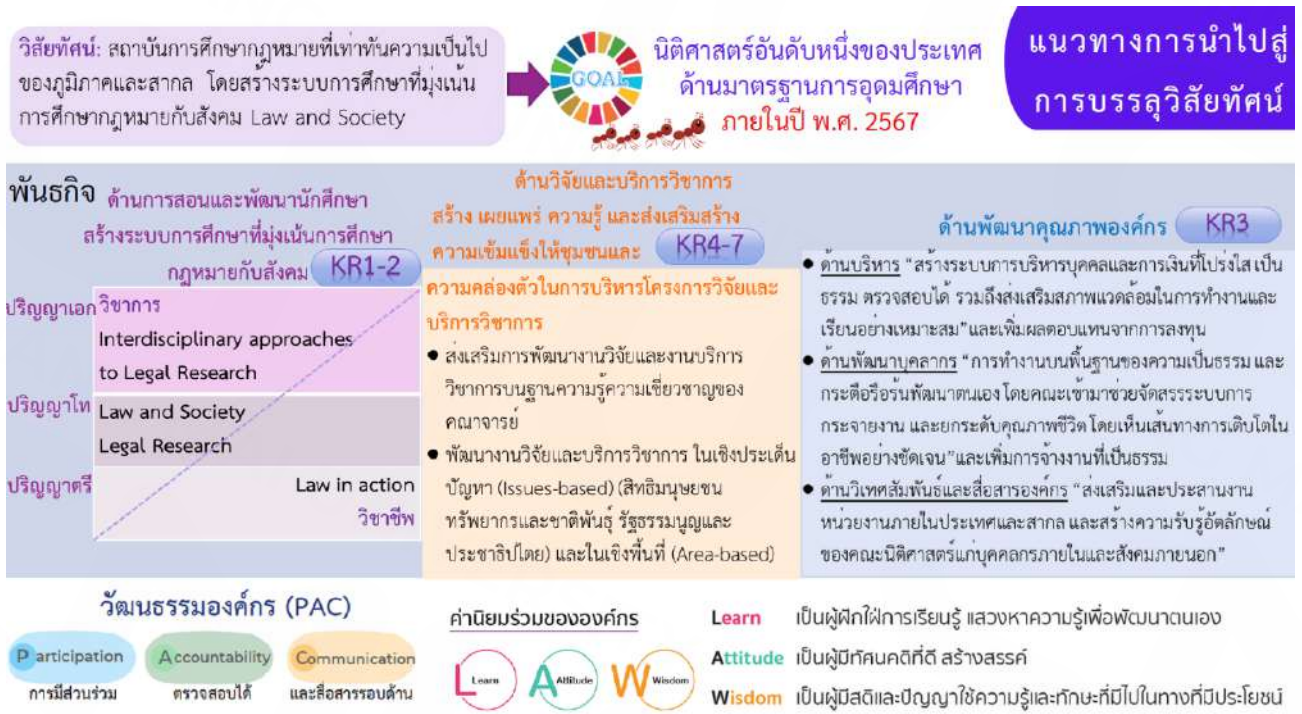 วิสัยทัศน์: สถาบันการศึกษากฎหมายที่เท่าทันความเป็นไป
ของภูมิภาคและสากล โดยสร้างระบบการศึกษาที่มุ่งเน้น
การศึกษากฎหมายกับสังคม Law and Society
GOAL
นิติศาสตร์อันดับหนึ่งของประเทศ
ด้านมาตรฐานการอุดมศึกษา
ภายในปี พ.ศ. 2567
แนวทางการนำไปสู่
การบรรลุวิสัยทัศน์
พันธกิจ
ด้านการสอนและพัฒนานักศึกษา
สร้างระบบการศึกษาที่มุ่งเน้นการศึกษา
กฎหมายกับสังคม KR1-2
ปริญญาเอก
วิชาการ
Interdisciplinary approaches
to Legal Research
ปริญญาโท
Law and Society
Legal Research
ปริญญาตรี
Law in action
วิชาชีพ
ด้านวิจัยและบริการวิชาการ
สร้าง เผยแพร่ ความรู้ และส่งเสริมสร้าง
ความเข้มแข็งให้ชุมชนและ KR4-7
ความคล่องตัวในการบริหารโครงการวิจัยและ
บริการวิชาการ
● ส่งเสริมการพัฒนางานวิจัยและงานบริการ
วิชาการบนฐานความรู้ความเชี่ยวชาญของ
คณาจารย์
● พัฒนางานวิจัยและบริการวิชาการ ในเชิงประเด็น
ปัญหา (Issues-based) (สิทธิมนุษยชน
ทรัพยากรและชาติพันธุ์ รัฐธรรมนูญและ
ประชาธิปไตย) และในเชิงพื้นที่ (Area-based)
ด้านพัฒนาคุณภาพองค์กร KR3
● ด้านบริหาร “สร้างระบบการบริหารบุคคลและการเงินที่โปร่งใส เป็น
ธรรม ตรวจสอบได้ รวมถึงส่งเสริมสภาพแวดล้อมในการทำงานและ
เรียนอย่างเหมาะสม”และเพิ่มผลตอบแทนจากการลงทุน
● ด้านพัฒนาบุคลากร “การทำงานบนพื้นฐานของความเป็นธรรม และ
กระตือรือร้นพัฒนาตนเอง โดยคณะเข้ามาช่วยจัดสรรระบบการ
กระจายงาน และยกระดับคุณภาพชีวิต โดยเห็นเส้นทางการเติบโตใน
อาชีพอย่างชัดเจน”และเพิ่มการจ้างงานที่เป็นธรรม
● ด้านวิเทศสัมพันธ์และสื่อสารองค์กร “ส่งเสริมและประสานงาน
หน่วยงานภายในประเทศและสากล และสร้างความรับรู้อัตลักษณ์
ของคณะนิติศาสตร์แก่บุคคลกรภายในและสังคมภายนอก”
วัฒนธรรมองค์กร (PAC)
Participation
Accountability
Communication
การมีส่วนร่วม
ตรวจสอบได้
และสื่อสารรอบด้าน
ค่านิยมร่วมขององค์กร
L Learn
A Attitude
W Wisdom
Learn เป็นผู้ฝักใฝ่การเรียนรู้ แสวงหาความรู้เพื่อพัฒนาตนเอง
Attitude เป็นผู้มีทัศนคติที่ดี สร้างสรรค์
Wisdom เป็นผู้มีสติและปัญญาใช้ความรู้และทักษะที่มีไปในทางที่มีประโยชน์